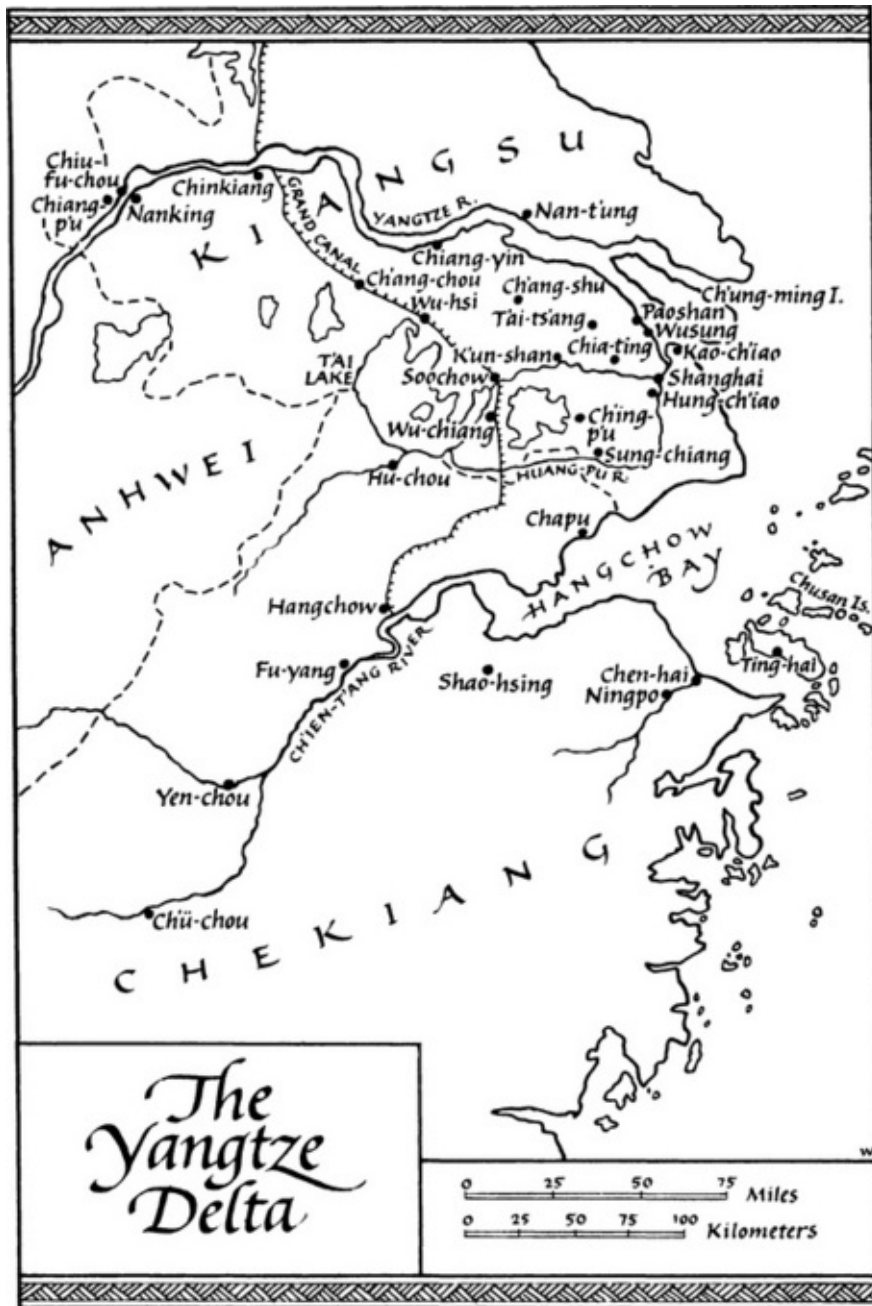 KIANGSU
Chiu-
fu-chou
Chiang-
p'u
Nanking
Chinkiang
GRAND CANAL
YANGTZE R.
Nan-t'ung
Chiang-yin
Ch'ang-chou
Wu-hsi
Ch'ang-shu
T'ai-ts'ang
Ch'ung-ming I.
Paoshan
Wusung
K'un-shan
Chia-ting
Kao-ch'iao
T'AI
LAKE
Soochow
Shanghai
Hung-ch'iao
Wu-chiang
Ch'ing-
p'u
Sung-chiang
ANHWEI
Hu-chou
HUANG-PU R.
Chapu
HANGCHOW
BAY
Chusan Is.
Hangchow
Fu-yang
CH'IEN-T'ANG RIVER
Shao-hsing
Chen-hai
Ningpo
Ting-hai
Yen-chou
Ch'ü-chou
CHEKIANG
The
Yangtze
Delta
W
0 25 50 75 Miles
0 25 50 75 100 Kilometers